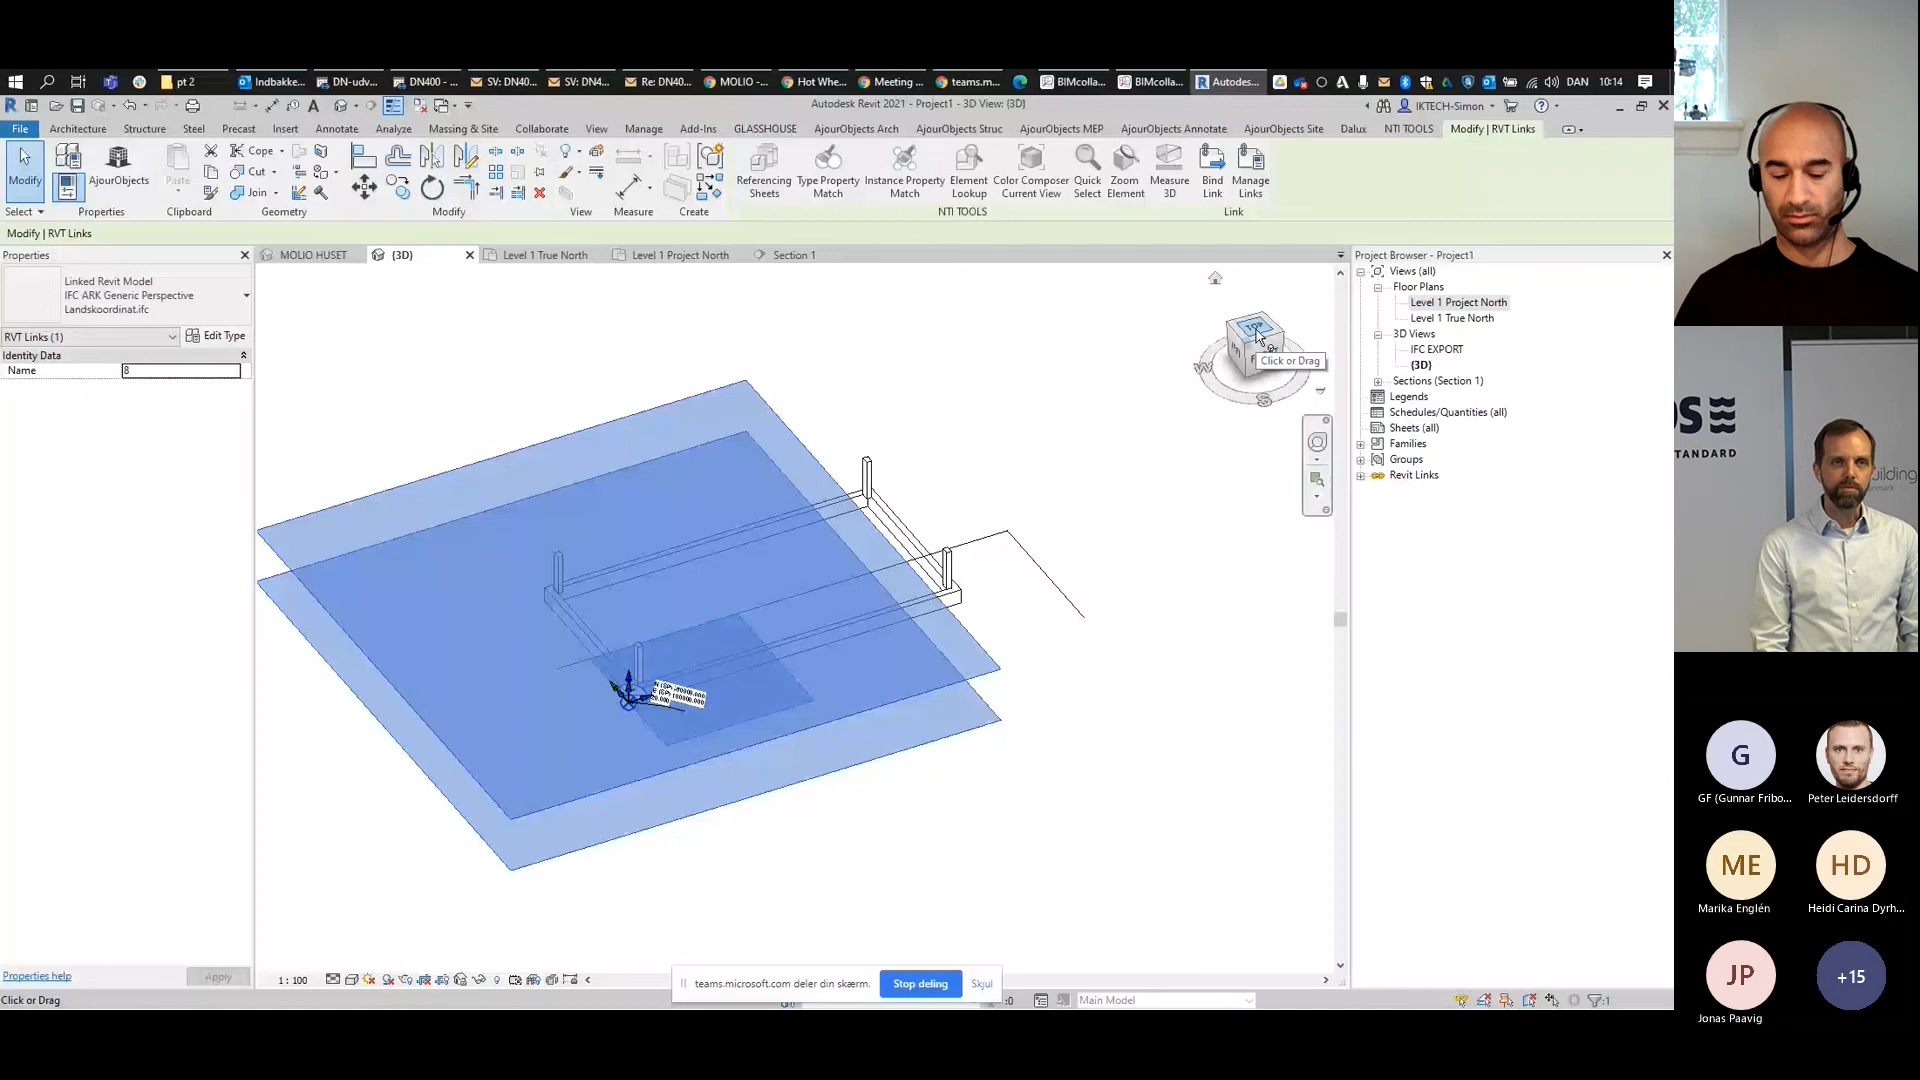 pt 2
Indbakke...
DN-udv...
DN400 - ...
SV: DN40...
SV: DN4...
Re: DN40...
MOLIO -...
Hot Whe...
Meeting ...
teams.m...
BIMcolla...
BIMcolla...
Autodes...
DAN
10:14
Autodesk Revit 2021 - Project1 - 3D View: {3D}
IKTECH-Simon
File
Architecture
Structure
Steel
Precast
Insert
Annotate
Analyze
Massing & Site
Collaborate
View
Manage
Add-Ins
GLASSHOUSE
AjourObjects Arch
AjourObjects Struc
AjourObjects MEP
AjourObjects Annotate
AjourObjects Site
Dalux
NTI TOOLS
Modify | RVT Links
Modify
AjourObjects
Paste
Cope
Cut
Join
Referencing Sheets
Type Property Match
Instance Property Match
Element Lookup
Color Composer Current View
Quick Select
Zoom Element
Measure 3D
Bind Link
Manage Links
Select
Properties
Clipboard
Geometry
Modify
View
Measure
Create
NTI TOOLS
Link
Modify | RVT Links
Properties
MOLIO HUSET
{3D}
Level 1 True North
Level 1 Project North
Section 1
Project Browser - Project1
Linked Revit Model
IFC ARK Generic Perspective
Landskoordinat.ifc
RVT Links (1)
Edit Type
Identity Data
Name
8
Views (all)
Floor Plans
Level 1 Project North
Level 1 True North
3D Views
IFC EXPORT
{3D}
Sections (Section 1)
Legends
Schedules/Quantities (all)
Sheets (all)
Families
Groups
Revit Links
TOP
W
S
Click or Drag
Properties help
Apply
1 : 100
teams.microsoft.com deler din skærm.
Stop deling
Skjul
Click or Drag
:0
Main Model
:1
TANDARD
uilding
G
GF (Gunnar Fribo...
Peter Leidersdorff
ME
Marika Englén
HD
Heidi Carina Dyrh...
JP
Jonas Paavig
+15